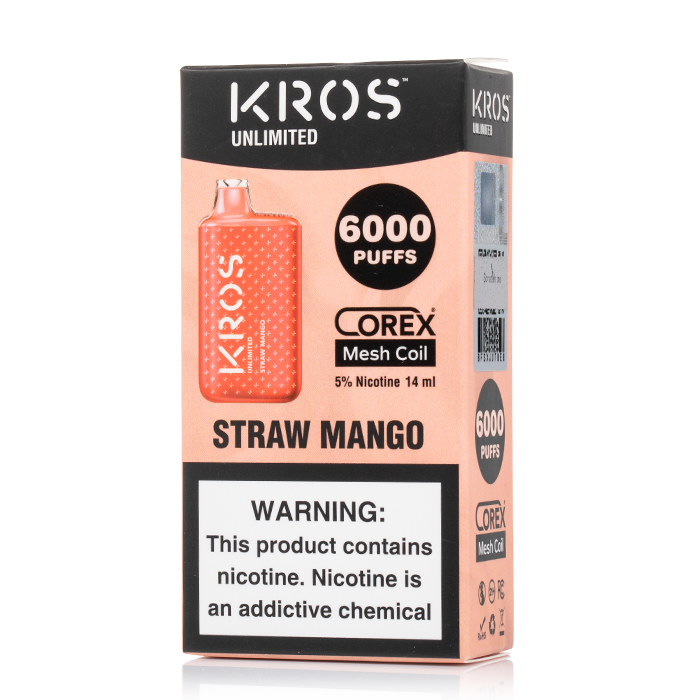 KROS™
UNLIMITED
6000
PUFFS
KROS
UNLIMITED
STRAW MANGO
COREX®
Mesh Coil
5% Nicotine 14 ml
STRAW MANGO
WARNING:
This product contains
nicotine. Nicotine is
an addictive chemical
KROS
UNLIMITED
6000
PUFFS
COREX®
Mesh Coil
RoHS